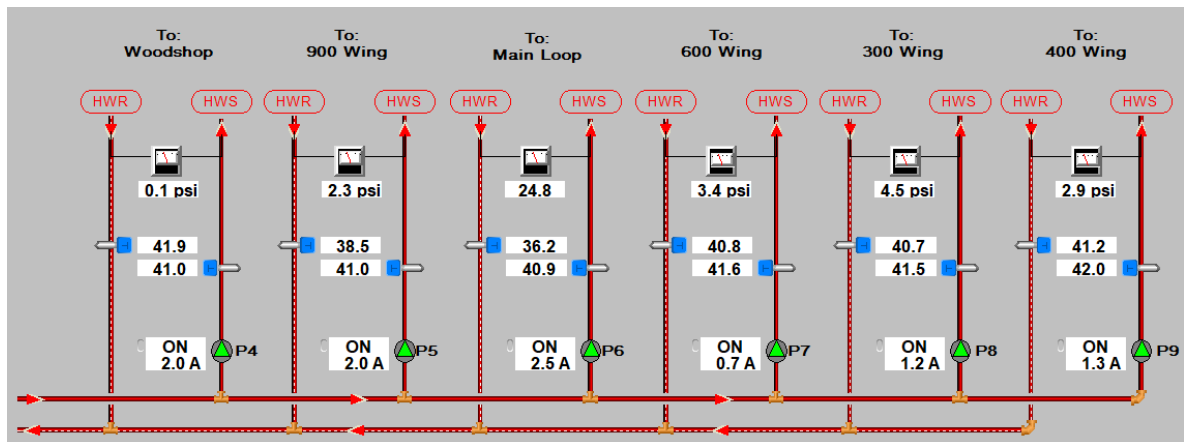 To:
Woodshop
To:
900 Wing
To:
Main Loop
To:
600 Wing
To:
300 Wing
To:
400 Wing
HWR HWS HWR HWS HWR HWS HWR HWS HWR HWS HWR HWS
0.1 psi 2.3 psi 24.8 3.4 psi 4.5 psi 2.9 psi
41.9 38.5 36.2 40.8 40.7 41.2
41.0 41.0 40.9 41.6 41.5 42.0
ON P4 ON P5 ON P6 ON P7 ON P8 ON P9
2.0 A 2.0 A 2.5 A 0.7 A 1.2 A 1.3 A